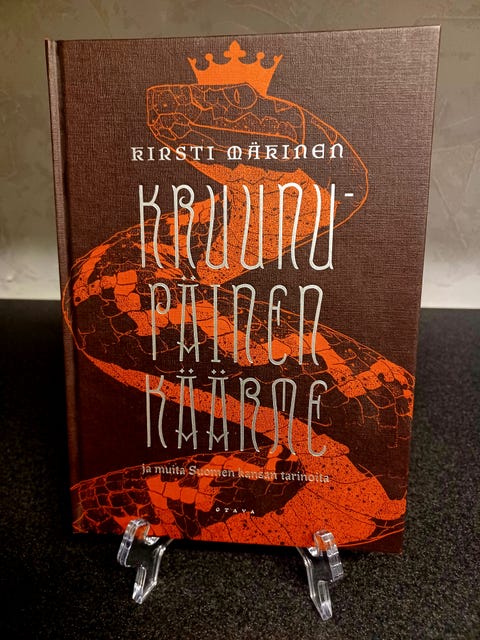 KIRSTI MÄKINEN
KRUUNU-
PÄINEN
KÄÄRME
ja muita Suomen kansan tarinoita
OTAVA